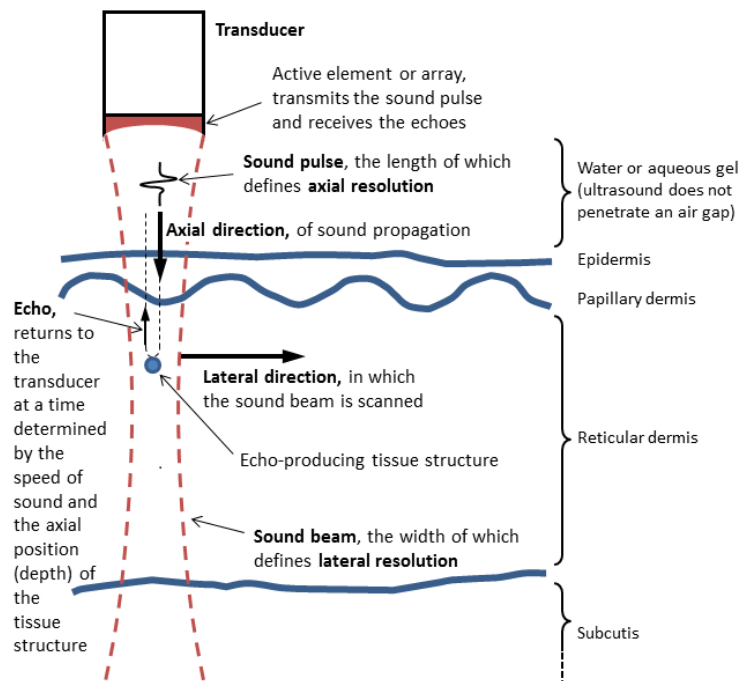 Transducer
Active element or array,
transmits the sound pulse
and receives the echoes
Sound pulse, the length of which
defines axial resolution
Water or aqueous gel
(ultrasound does not
penetrate an air gap)
Axial direction, of sound propagation
Epidermis
Papillary dermis
Echo,
returns to
the
transducer
at a time
determined
by the
speed of
sound and
the axial
position
(depth) of
the
tissue
structure
Lateral direction, in which
the sound beam is scanned
Echo-producing tissue structure
Reticular dermis
Sound beam, the width of which
defines lateral resolution
Subcutis